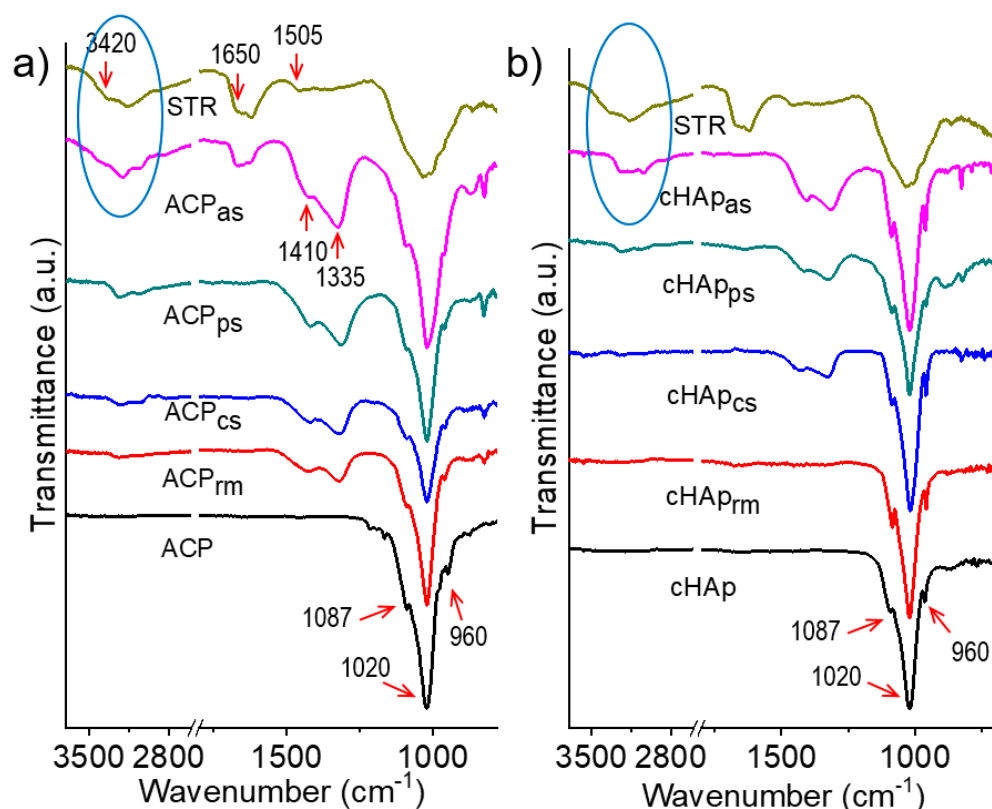 a)
3420
1650
1505
STR
ACPas
1410
1335
ACPps
ACPcs
ACPrm
ACP
1087
960
1020
3500 2800 1500 1000
Wavenumber (cm-1)
Transmittance (a.u.)
b)
STR
cHApas
cHApps
cHApcs
cHAprm
cHAp
1087
960
1020
3500 2800 1500 1000
Wavenumber (cm-1)
Transmittance (a.u.)